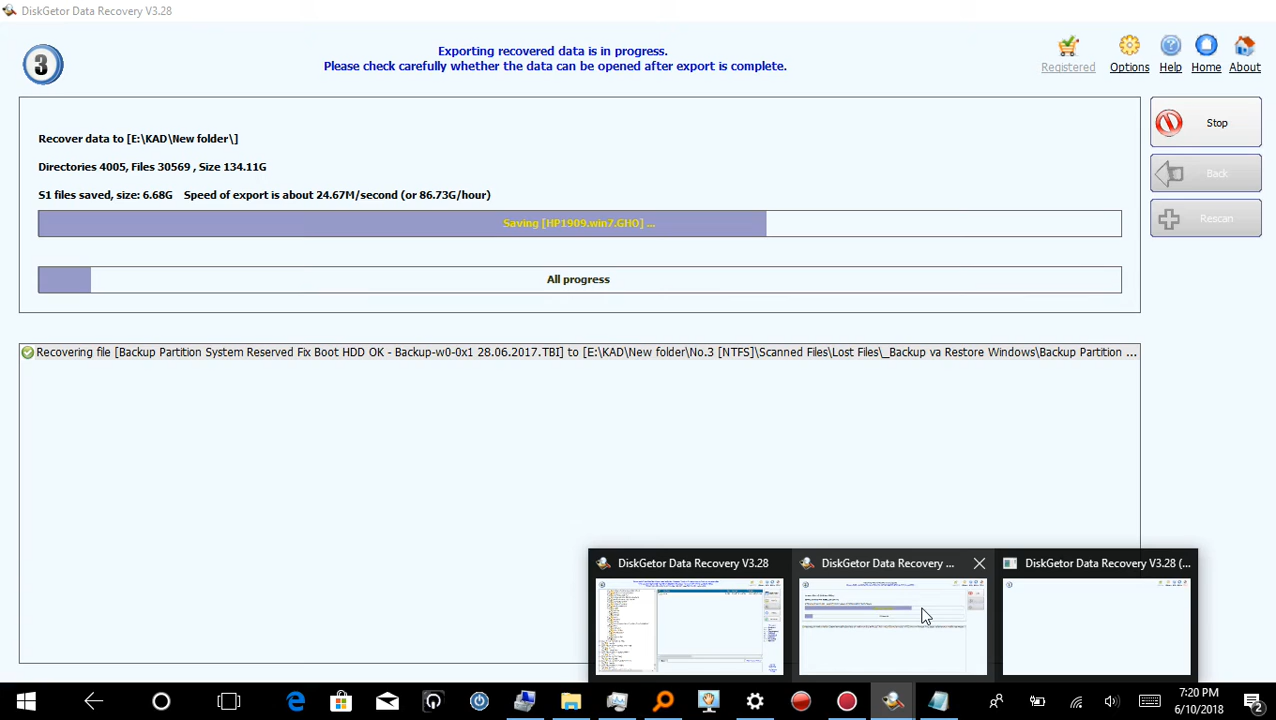 DiskGetor Data Recovery V3.28
3
Exporting recovered data is in progress.
Please check carefully whether the data can be opened after export is complete.
Registered
Options
Help
Home
About
Recover data to [E:\KAD\New folder\]
Directories 4005, Files 30569 , Size 134.11G
S1 files saved, size: 6.68G Speed of export is about 24.67M/second (or 86.73G/hour)
Saving [HP1909.win7.GHO] ...
All progress
Stop
Back
Rescan
Recovering file [Backup Partition System Reserved Fix Boot HDD OK - Backup-w0-0x1 28.06.2017.TBI] to [E:\KAD\New folder\No.3 [NTFS]\Scanned Files\Lost Files\_Backup va Restore Windows\Backup Partition ...
DiskGetor Data Recovery V3.28
DiskGetor Data Recovery ...
DiskGetor Data Recovery V3.28 (...
7:20 PM
6/10/2018
2